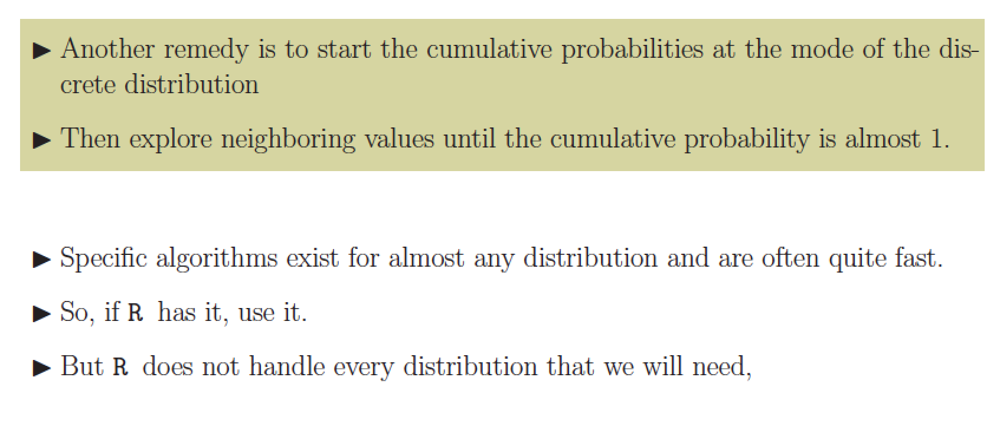 ▶ Another remedy is to start the cumulative probabilities at the mode of the dis-
crete distribution
▶ Then explore neighboring values until the cumulative probability is almost 1.
▶ Specific algorithms exist for almost any distribution and are often quite fast.
▶ So, if R has it, use it.
▶ But R does not handle every distribution that we will need,